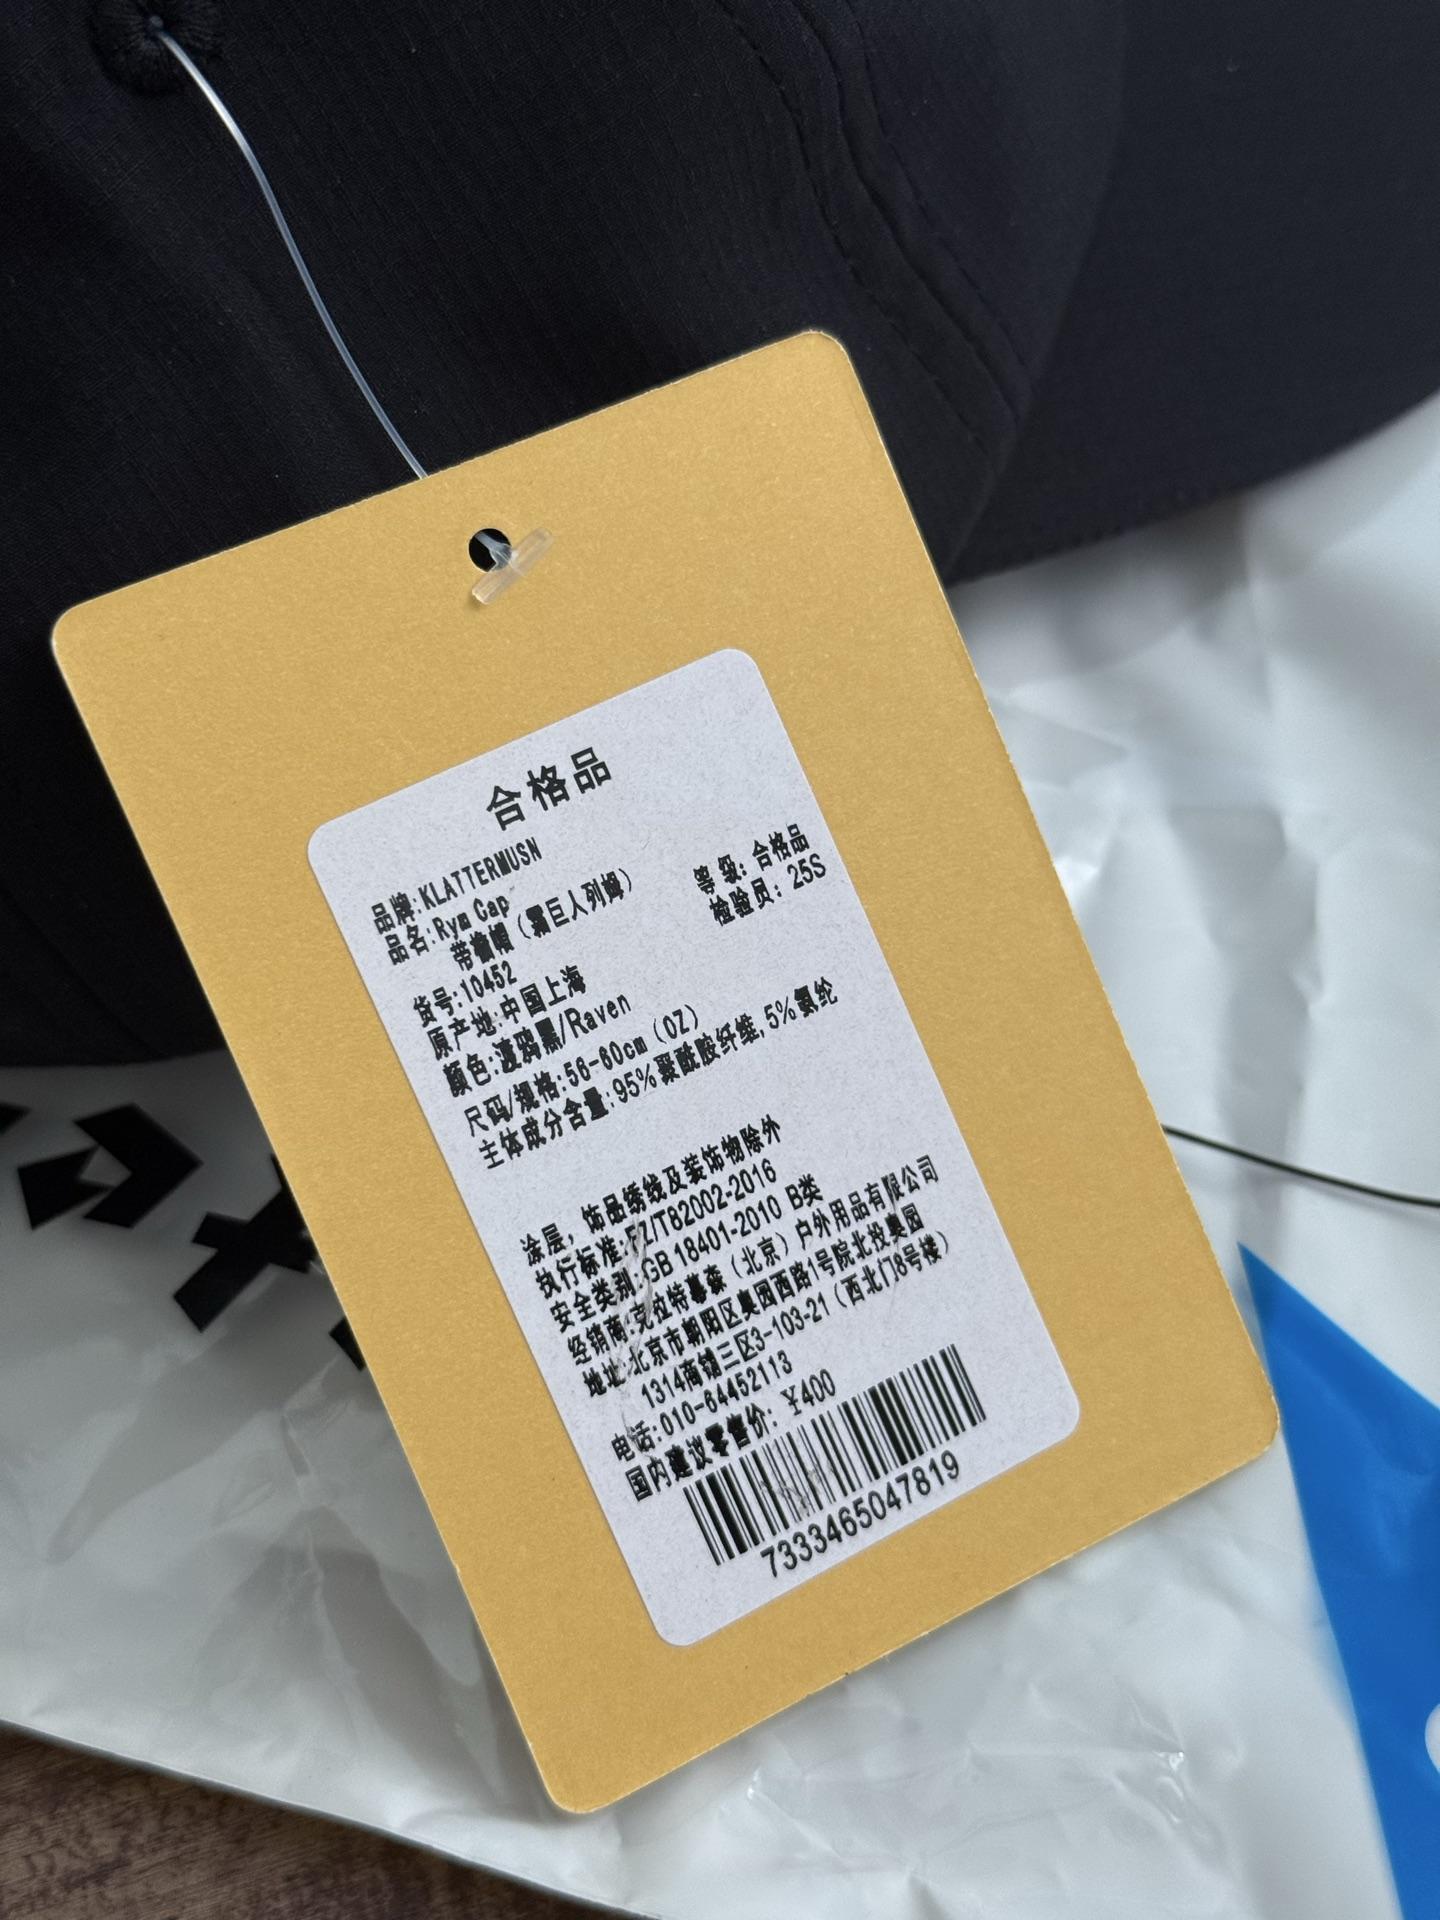 合格品
品牌:KLATTERMUSN
品名:Rym Cap
带檐帽（霜巨人列姆）
等 级: 合格品
检验员: 25S
货号:10452
原产地:中国上海
颜色:渡鸦黑/Raven
尺码/规格:56-60cm (OZ)
主体成分含量:95%聚酰胺纤维,5%氨纶
涂层，饰品绣线及装饰物除外
执行标准:FZ/T82002-2016
安全类别:GB 18401-2010 B类
经销商:克拉特慕森（北京）户外用品有限公司
地址:北京市朝阳区奥园西路1号院北投奥园
1314商铺三区3-103-21（西北门8号楼）
电话:010-64452113
国内建议零售价: ¥400
7333465047819